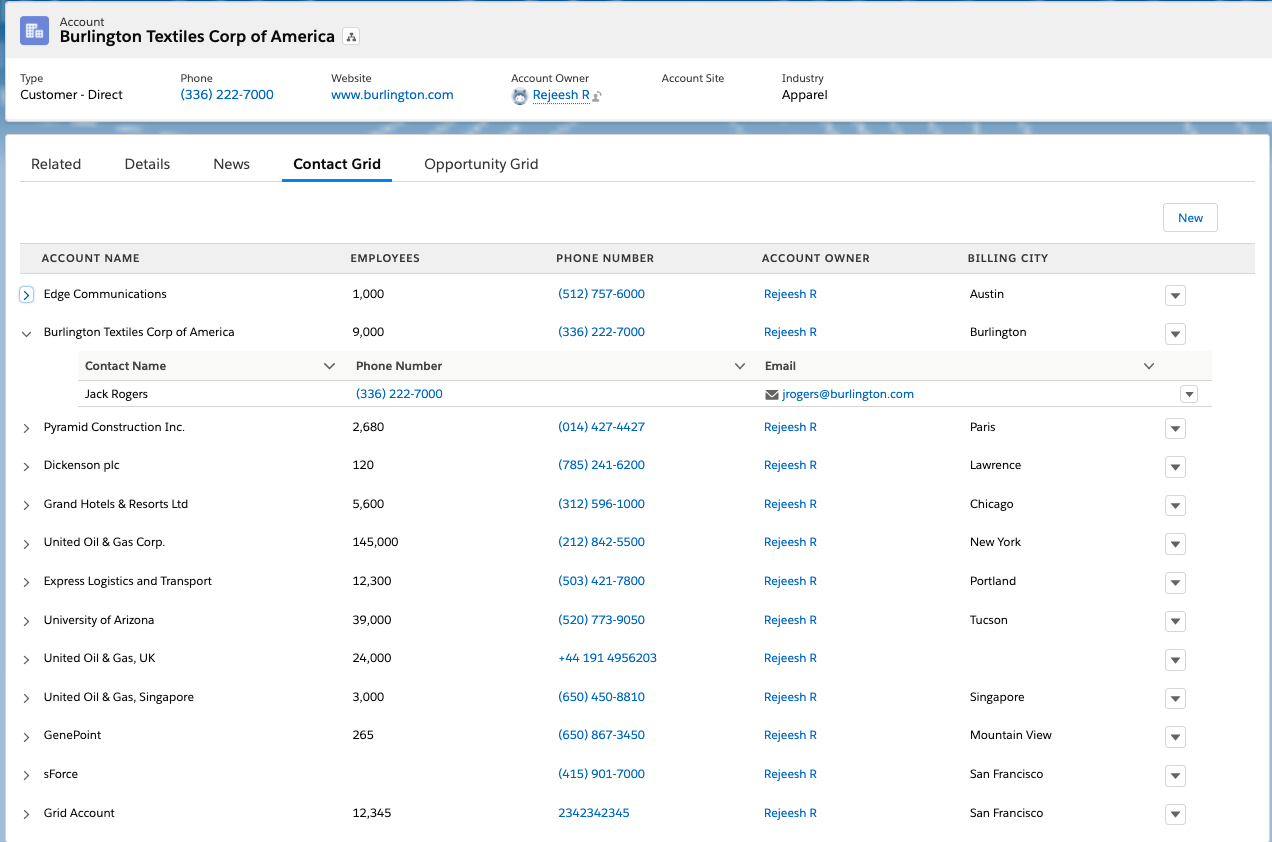 Account
Burlington Textiles Corp of America
Type Phone Website Account Owner Account Site Industry
Customer - Direct (336) 222-7000 www.burlington.com Rejeesh R Apparel
Related Details News Contact Grid Opportunity Grid
New
ACCOUNT NAME EMPLOYEES PHONE NUMBER ACCOUNT OWNER BILLING CITY
Edge Communications 1,000 (512) 757-6000 Rejeesh R Austin
Burlington Textiles Corp of America 9,000 (336) 222-7000 Rejeesh R Burlington
Contact Name Phone Number Email
Jack Rogers (336) 222-7000 jrogers@burlington.com
Pyramid Construction Inc. 2,680 (014) 427-4427 Rejeesh R Paris
Dickenson plc 120 (785) 241-6200 Rejeesh R Lawrence
Grand Hotels & Resorts Ltd 5,600 (312) 596-1000 Rejeesh R Chicago
United Oil & Gas Corp. 145,000 (212) 842-5500 Rejeesh R New York
Express Logistics and Transport 12,300 (503) 421-7800 Rejeesh R Portland
University of Arizona 39,000 (520) 773-9050 Rejeesh R Tucson
United Oil & Gas, UK 24,000 +44 191 4956203 Rejeesh R
United Oil & Gas, Singapore 3,000 (650) 450-8810 Rejeesh R Singapore
GenePoint 265 (650) 867-3450 Rejeesh R Mountain View
sForce (415) 901-7000 Rejeesh R San Francisco
Grid Account 12,345 2342342345 Rejeesh R San Francisco